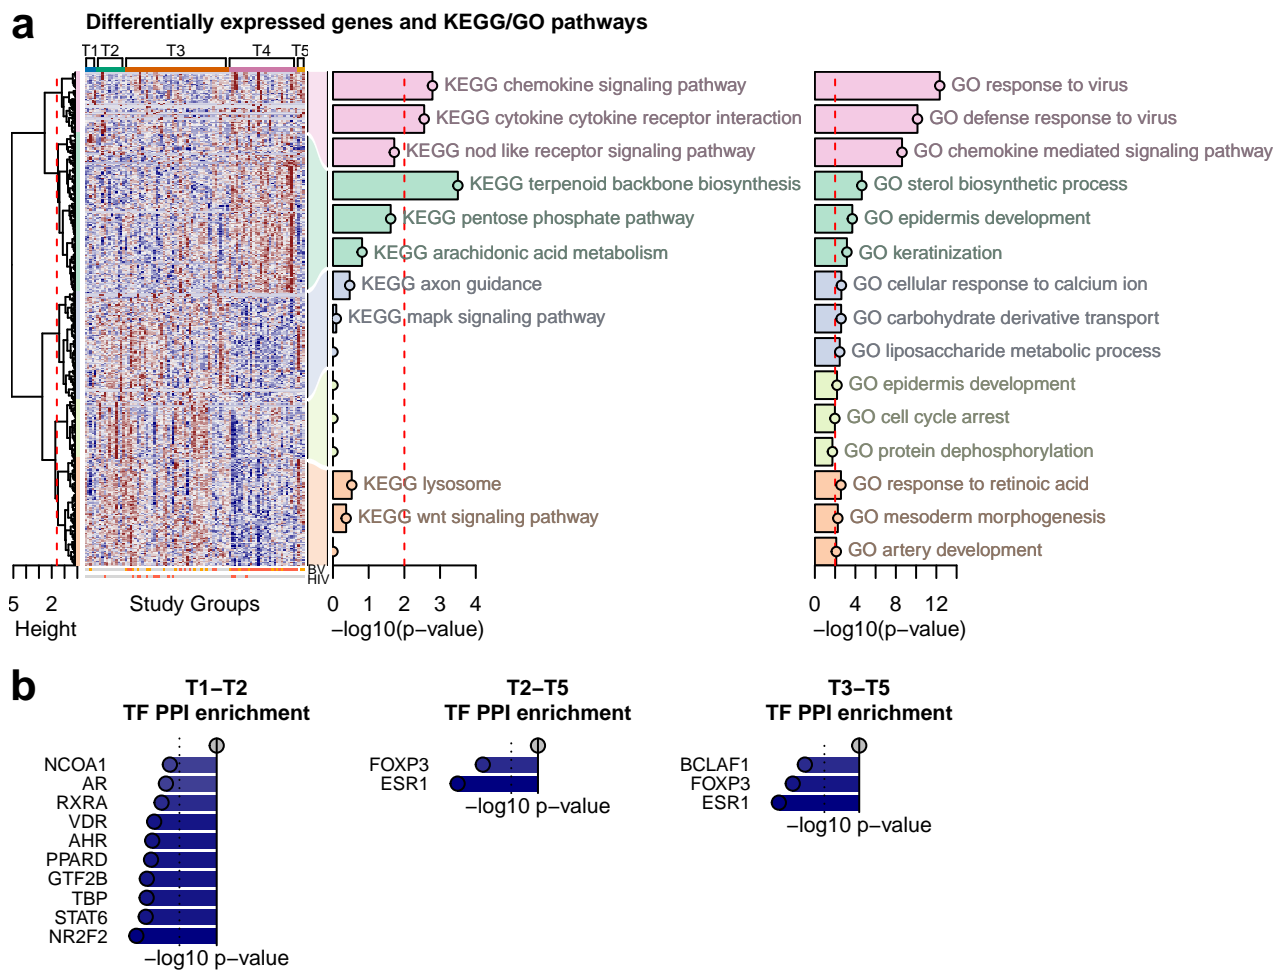 a
Differentially expressed genes and KEGG/GO pathways
T1 T2 T3 T4 T5
KEGG chemokine signaling pathway
KEGG cytokine cytokine receptor interaction
KEGG nod like receptor signaling pathway
KEGG terpenoid backbone biosynthesis
KEGG pentose phosphate pathway
KEGG arachidonic acid metabolism
KEGG axon guidance
KEGG mapk signaling pathway
KEGG lysosome
KEGG wnt signaling pathway
GO response to virus
GO defense response to virus
GO chemokine mediated signaling pathway
GO sterol biosynthetic process
GO epidermis development
GO keratinization
GO cellular response to calcium ion
GO carbohydrate derivative transport
GO liposaccharide metabolic process
GO epidermis development
GO cell cycle arrest
GO protein dephosphorylation
GO response to retinoic acid
GO mesoderm morphogenesis
GO artery development
BV
HIV
5 2
Height
Study Groups
0 1 2 3 4
−log10(p−value)
0 4 8 12
−log10(p−value)
b
T1−T2
TF PPI enrichment
NCOA1
AR
RXRA
VDR
AHR
PPARD
GTF2B
TBP
STAT6
NR2F2
−log10 p−value
T2−T5
TF PPI enrichment
FOXP3
ESR1
−log10 p−value
T3−T5
TF PPI enrichment
BCLAF1
FOXP3
ESR1
−log10 p−value